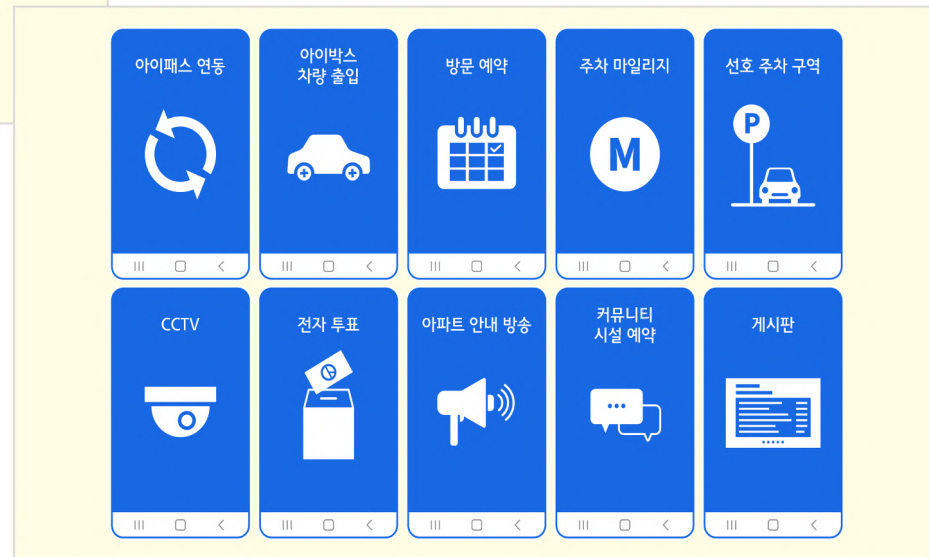 아이패스 연동
아이박스
차량 출입
방문 예약
주차 마일리지
M
선호 주차 구역
P
CCTV
전자 투표
아파트 안내 방송
커뮤니티
시설 예약
게시판